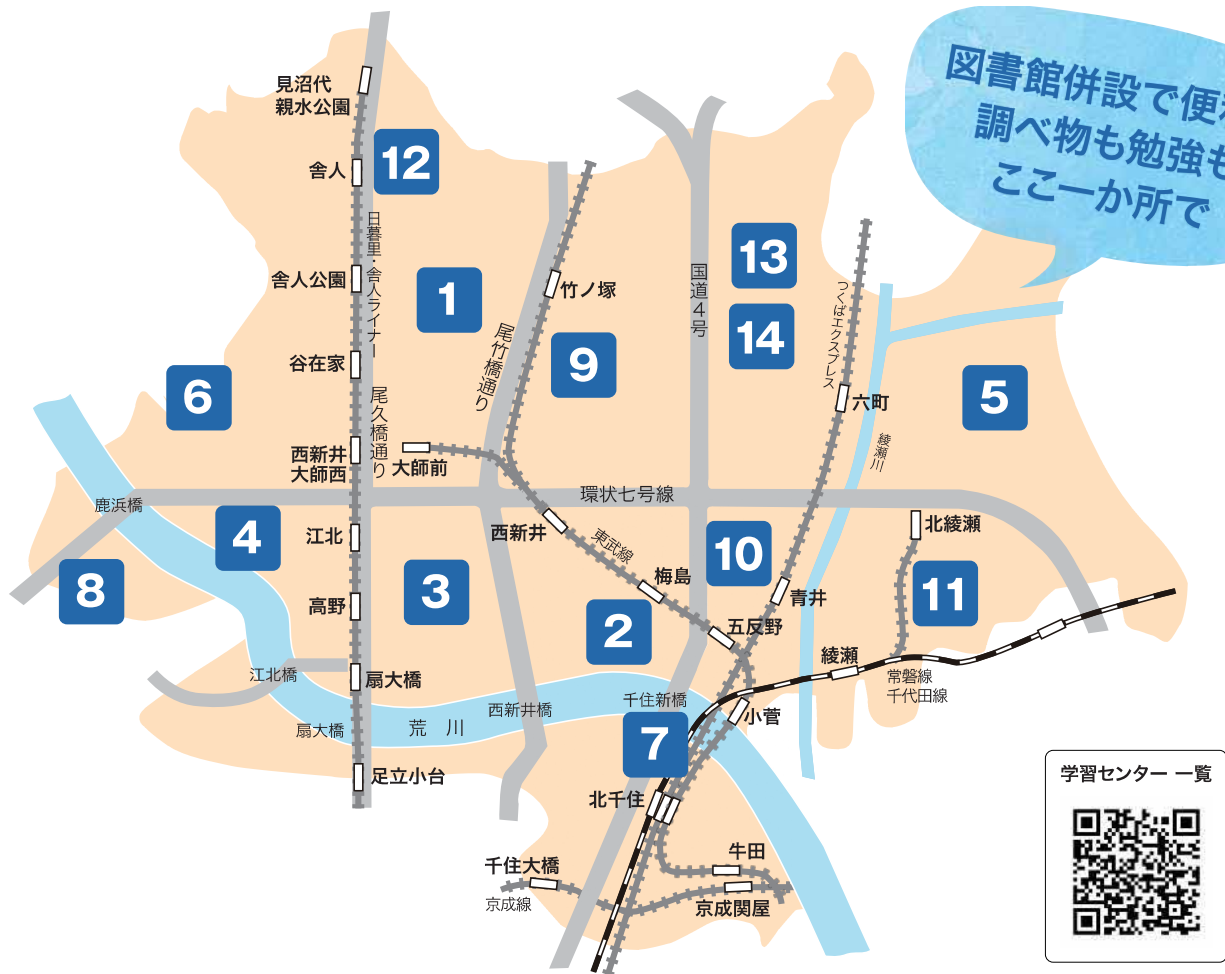 図書館併設で便
調べ物も勉強も
ここ一か所で
見沼代
親水公園
12
舎人
日暮里・舎人ライナー
舎人公園
1
竹ノ塚
国道4号
13
14
つくばエクスプレス
尾竹橋通り
9
谷在家
6
尾久橋通り
六町
5
西新井
大師西
大師前
綾瀬川
環状七号線
鹿浜橋
4
江北
西新井
東武線
10
北綾瀬
8
3
高野
梅島
青井
11
2
五反野
綾瀬
常磐線
千代田線
江北橋
扇大橋
扇大橋
荒川
西新井橋
千住新橋
小菅
7
足立小台
北千住
千住大橋
京成線
牛田
京成関屋
学習センター 一覧